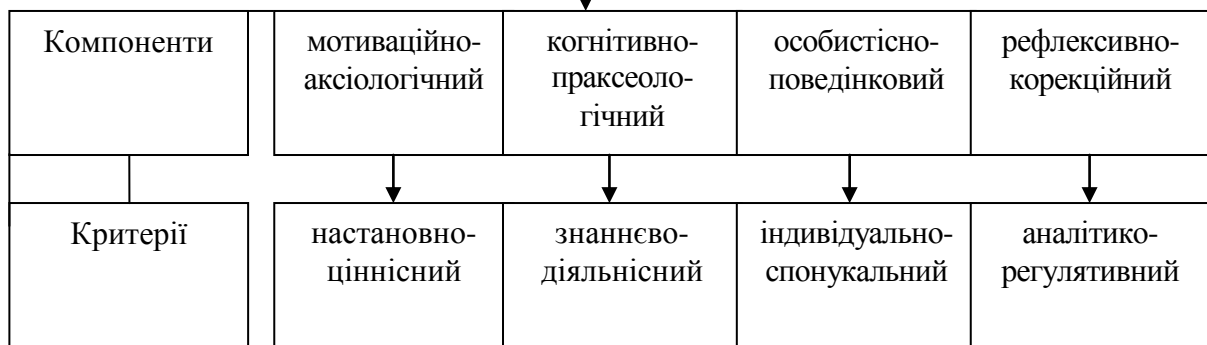 Компоненти
мотиваційно-
аксіологічний
когнітивно-
праксеоло-
гічний
особистісно-
поведінковий
рефлексивно-
корекційний
Критерії
настановно-
ціннісний
знаннєво-
діяльнісний
індивідуально-
спонукальний
аналітико-
регулятивний